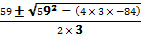 59 ± √59² − (4 × 3 × −84)
2 × 3